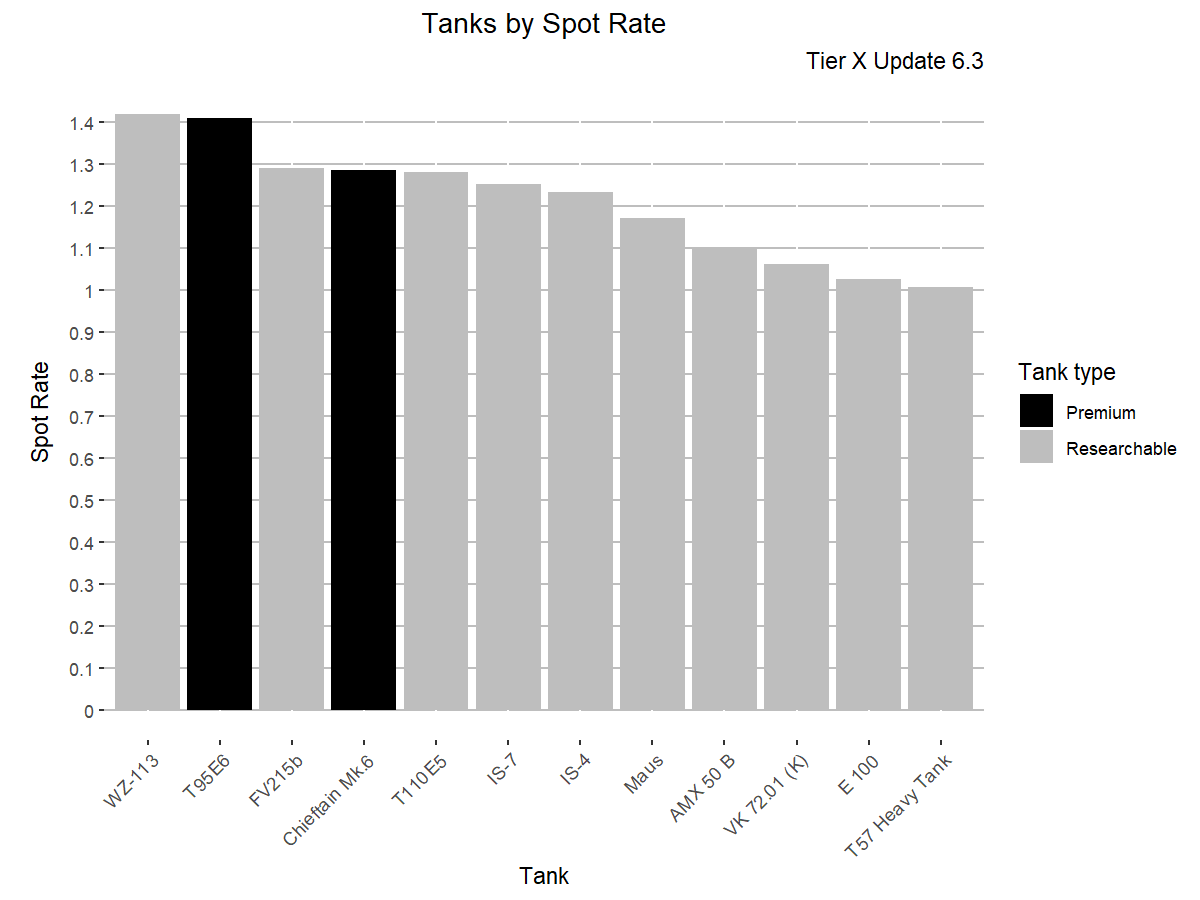 Tanks by Spot Rate
Tier X Update 6.3
1.4
1.3
1.2
1.1
1
0.9
0.8
0.7
0.6
0.5
0.4
0.3
0.2
0.1
0
Spot Rate
WZ-113
T95E6
FV215b
Chieftain Mk.6
T110E5
IS-7
IS-4
Maus
AMX 50 B
VK 72.01 (K)
E 100
T57 Heavy Tank
Tank
Tank type
Premium
Researchable